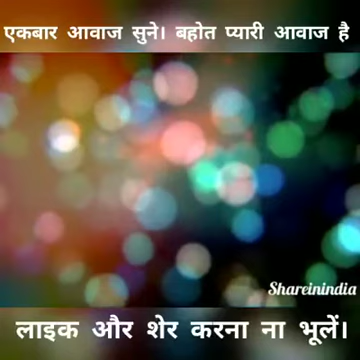 एकबार आवाज सुने। बहोत प्यारी आवाज है
Shareinindia
लाइक और शेर करना ना भूलें।